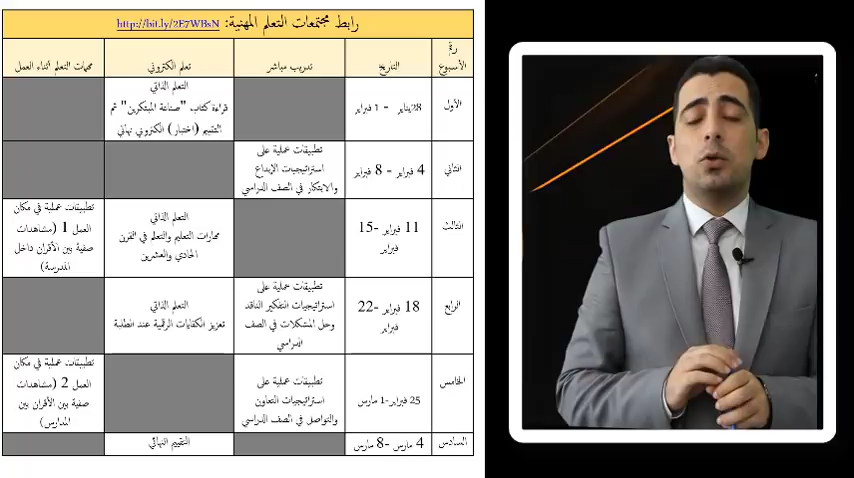 رابط مجتمعات التعلم المهنية: http://bit.ly/2E7WBsN
رقم الأسبوع
التاريخ
تدريب مباشر
تعلم الكتروني
مجتمعات التعلم أثناء العمل
الأول
28يناير - 1 فبراير
التعلم الذاتي
قراءة كتاب "صناعة المبتكرين" ثم
التقييم (اختبار) الكتروني نهائي
الثاني
4 فبراير - 8 فبراير
تطبيقات عملية على
استراتيجيات الإبداع
والابتكار في الصف الدراسي
الثالث
11 فبراير -15
فبراير
التعلم الذاتي
مهارات التعليم والتعلم في القرن
الحادي والعشرين
تطبيقات عملية في مكان
العمل 1 (مشاهدات
صفية بين الأقران داخل
المدرسة)
الرابع
18 فبراير -22
فبراير
تطبيقات عملية على
استراتيجيات التفكير الناقد
وحل المشكلات في الصف
الدراسي
التعلم الذاتي
تعزيز الكفايات الرقمية عند الطلبة
الخامس
25 فبراير-1 مارس
تطبيقات عملية على
استراتيجيات التعاون
والتواصل في الصف الدراسي
تطبيقات عملية في مكان
العمل 2 (مشاهدات
صفية بين الأقران بين
المدارس)
السادس
4 مارس -8 مارس
التقييم النهائي